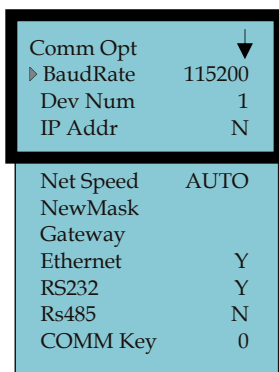 Comm Opt
BaudRate 115200
Dev Num 1
IP Addr N
Net Speed AUTO
NewMask
Gateway
Ethernet Y
RS232 Y
Rs485 N
COMM Key 0